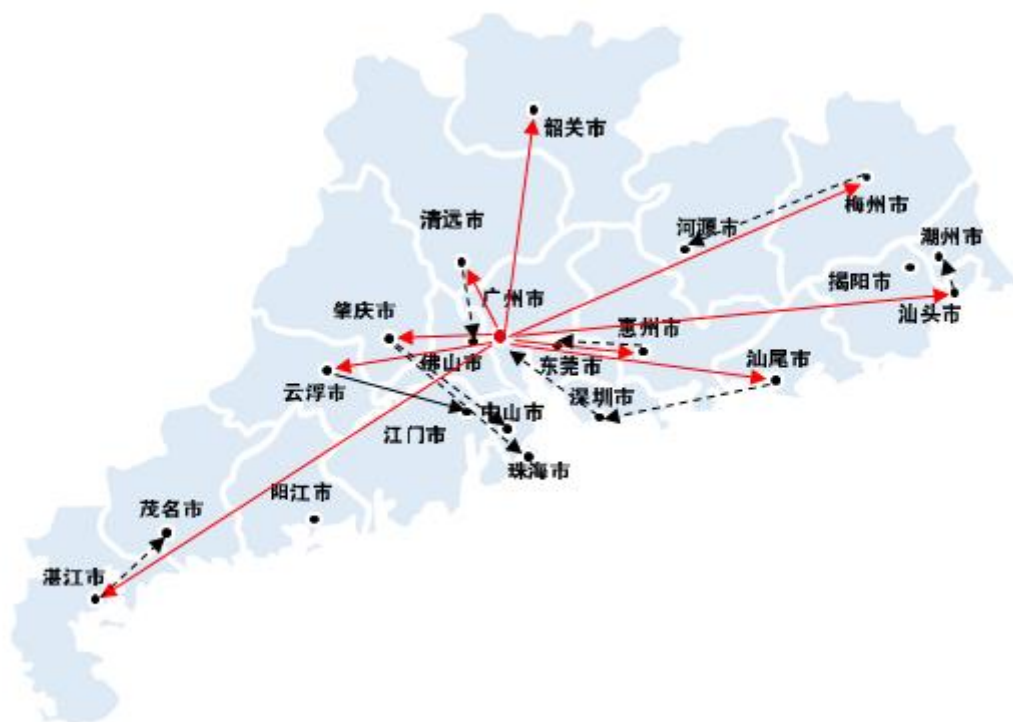 韶关市
梅州市
清远市
河源市
潮州市
揭阳市
广州市
肇庆市
惠州市
汕头市
佛山市
东莞市
汕尾市
云浮市
深圳市
中山市
江门市
珠海市
阳江市
茂名市
湛江市